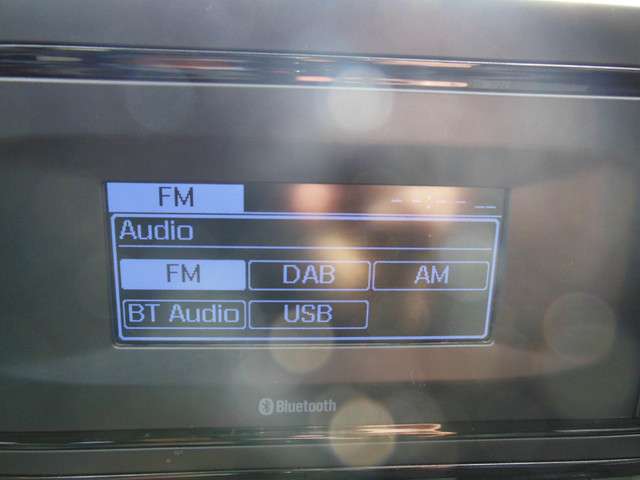 FM
Audio
FM DAB AM
BT Audio USB
Bluetooth